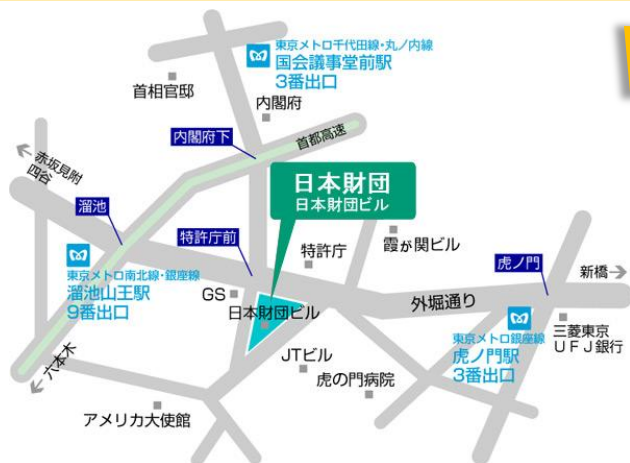 東京メトロ千代田線・丸ノ内線
国会議事堂前駅
3番出口
首相官邸
内閣府
内閣府下
首都高速
赤坂見附
四谷
溜池
日本財団
日本財団ビル
特許庁前
特許庁
霞が関ビル
虎ノ門
新橋
東京メトロ南北線・銀座線
溜池山王駅
9番出口
GS
日本財団ビル
外堀通り
六本木
JTビル
虎の門病院
東京メトロ銀座線
虎ノ門駅
3番出口
三菱東京
UFJ銀行
アメリカ大使館